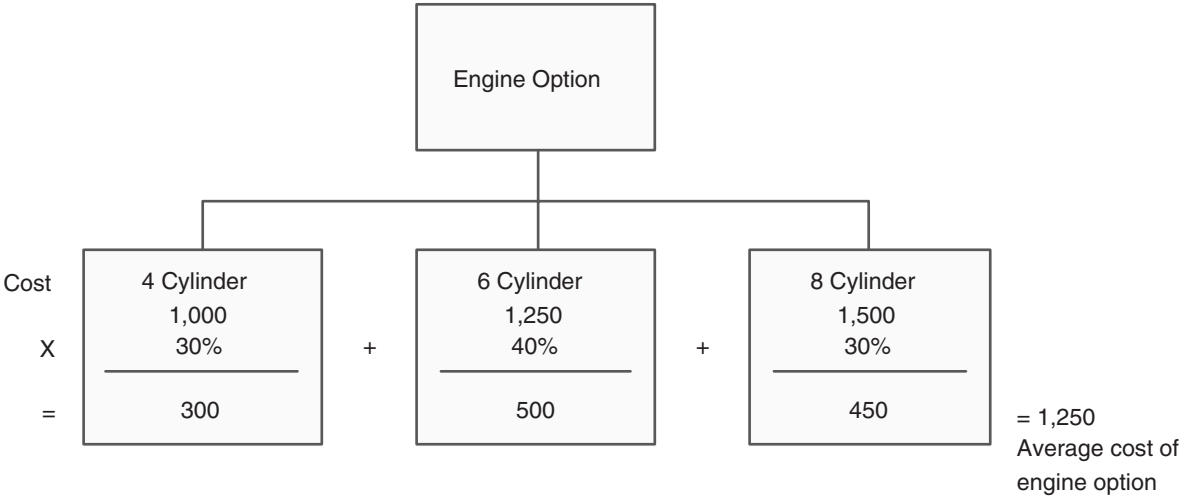 Engine Option
Cost 4 Cylinder 6 Cylinder 8 Cylinder
1,000 1,250 1,500
X 30% + 40% + 30%
= 300 500 450 = 1,250
Average cost of
engine option